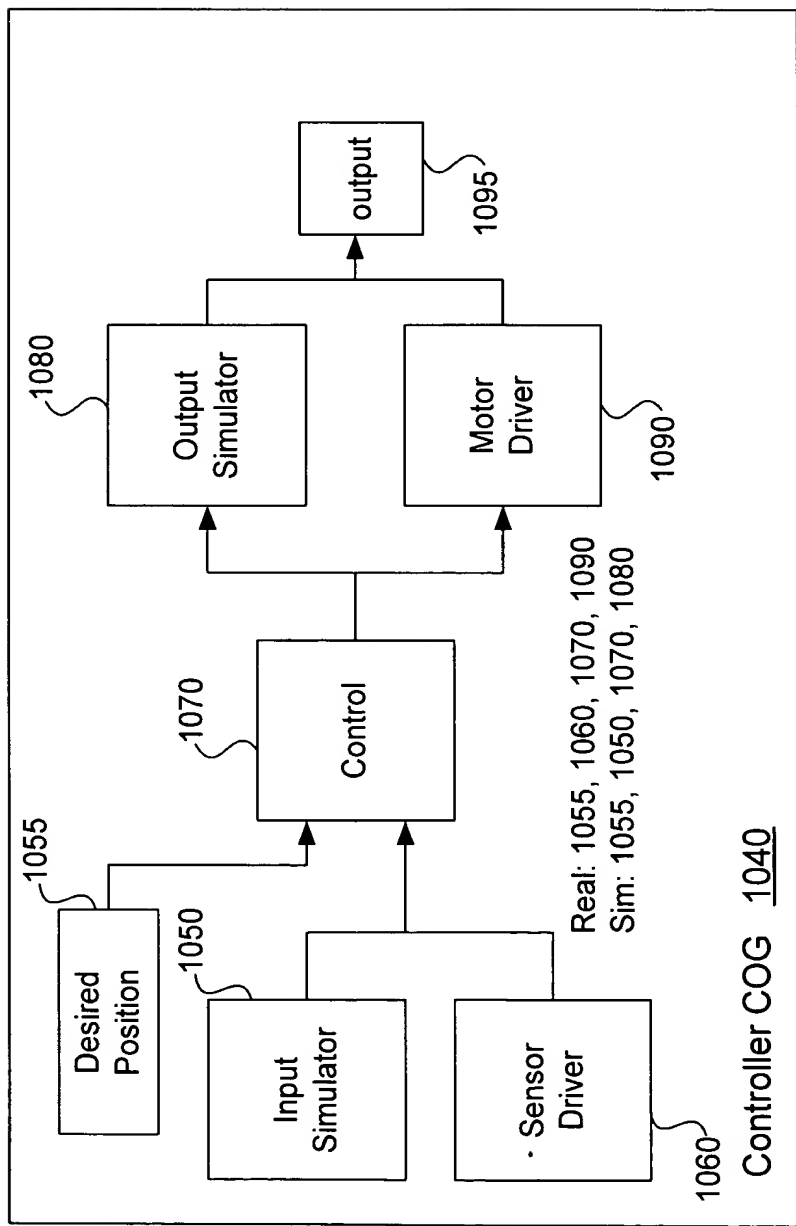 1055
Desired
Position
1050
Input
Simulator
Sensor
Driver
1060
1070
Control
1080
Output
Simulator
Motor
Driver
1090
output
1095
Real: 1055, 1060, 1070, 1090
Sim: 1055, 1050, 1070, 1080
Controller COG 1040